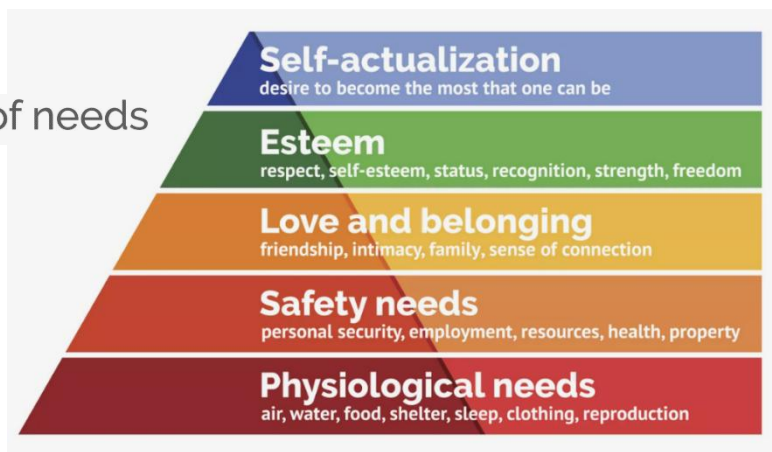 of needs
Self-actualization
desire to become the most that one can be
Esteem
respect, self-esteem, status, recognition, strength, freedom
Love and belonging
friendship, intimacy, family, sense of connection
Safety needs
personal security, employment, resources, health, property
Physiological needs
air, water, food, shelter, sleep, clothing, reproduction